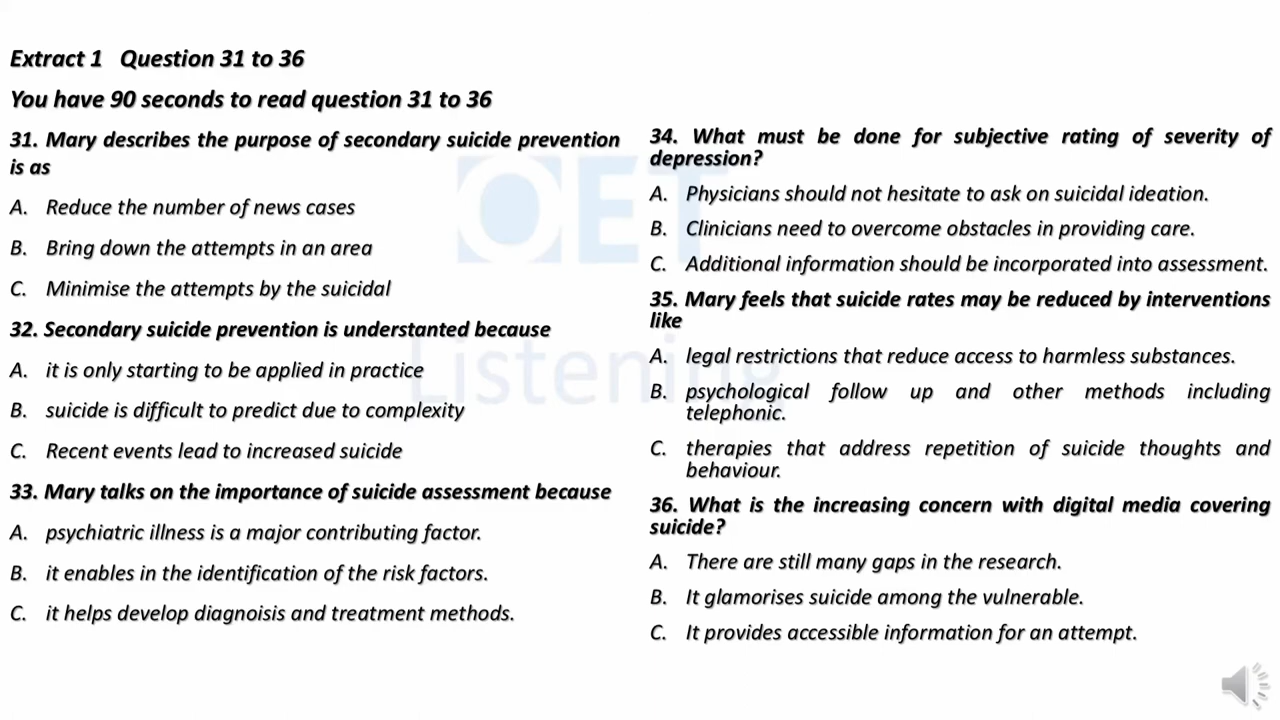 Extract 1 Question 31 to 36
You have 90 seconds to read question 31 to 36
31. Mary describes the purpose of secondary suicide prevention
is as
A. Reduce the number of news cases
B. Bring down the attempts in an area
C. Minimise the attempts by the suicidal
32. Secondary suicide prevention is understanted because
A. it is only starting to be applied in practice
B. suicide is difficult to predict due to complexity
C. Recent events lead to increased suicide
33. Mary talks on the importance of suicide assessment because
A. psychiatric illness is a major contributing factor.
B. it enables in the identification of the risk factors.
C. it helps develop diagnoisis and treatment methods.
34. What must be done for subjective rating of severity of
depression?
A. Physicians should not hesitate to ask on suicidal ideation.
B. Clinicians need to overcome obstacles in providing care.
C. Additional information should be incorporated into assessment.
35. Mary feels that suicide rates may be reduced by interventions
like
A. legal restrictions that reduce access to harmless substances.
B. psychological follow up and other methods including
telephonic.
C. therapies that address repetition of suicide thoughts and
behaviour.
36. What is the increasing concern with digital media covering
suicide?
A. There are still many gaps in the research.
B. It glamorises suicide among the vulnerable.
C. It provides accessible information for an attempt.
OET
Listening